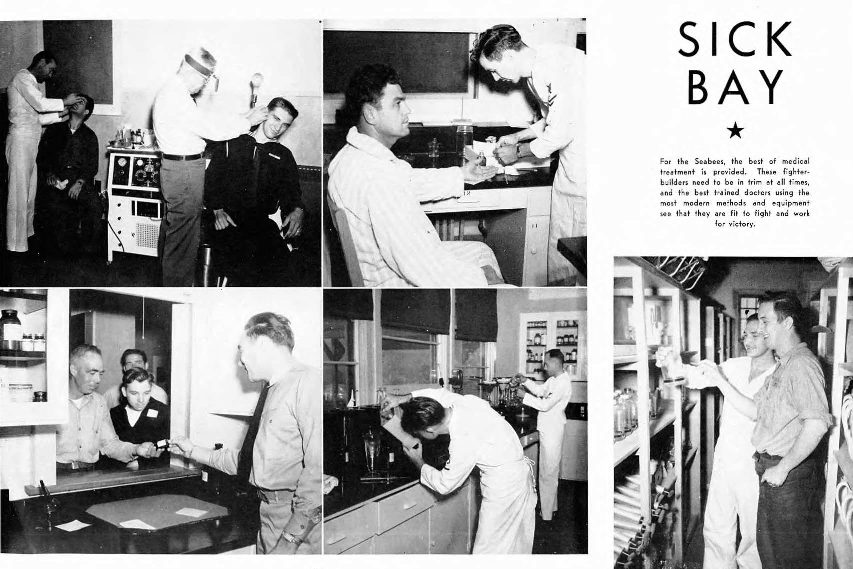 SICK
BAY
For the Seabees, the best of medical
treatment is provided. These fighter-
builders need to be in trim at all times,
and the best trained doctors using the
most modern methods and equipment
see that they are fit to fight and work
for victory.